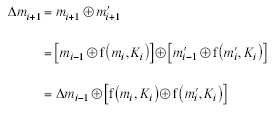 Δm_{i+1} = m_{i+1} ⊕ m′_{i+1}
= [m_{i−1} ⊕ f(m_i, K_i)] ⊕ [m′_{i−1} ⊕ f(m′_i, K_i)]
= Δm_{i−1} ⊕ [f(m_i, K_i) ⊕ f(m′_i, K_i)]